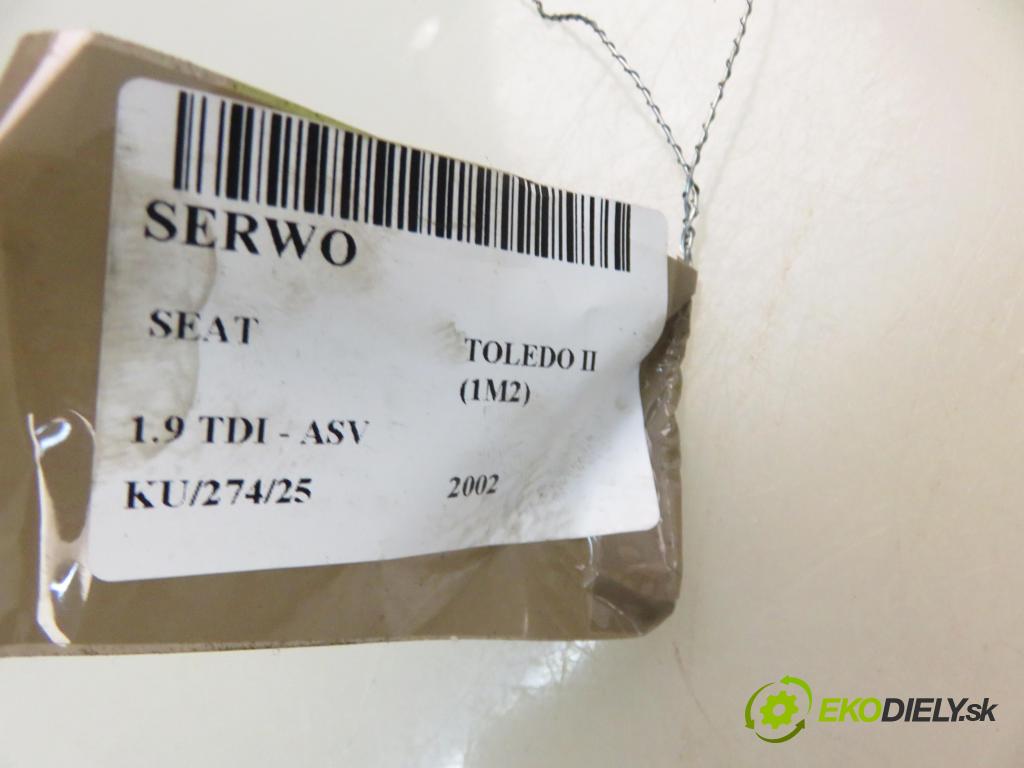 SERWO
SEAT
TOLEDO II
(1M2)
1.9 TDI - ASV
KU/274/25
2002
EKODIELY.sk